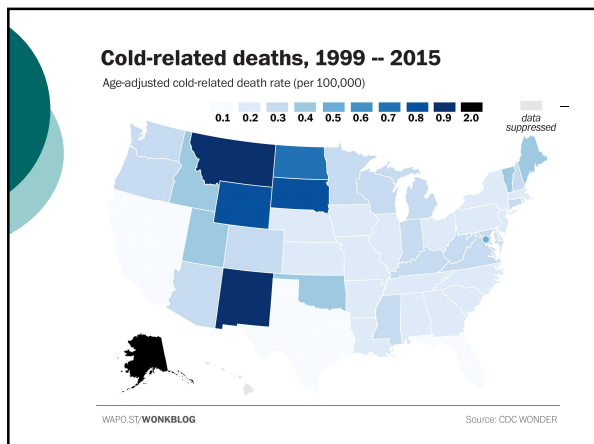 Cold-related deaths, 1999 -- 2015
Age-adjusted cold-related death rate (per 100,000)
0.1 0.2 0.3 0.4 0.5 0.6 0.7 0.8 0.9 2.0
data
suppressed
WAPO.ST/WONKBLOG
Source: CDC WONDER